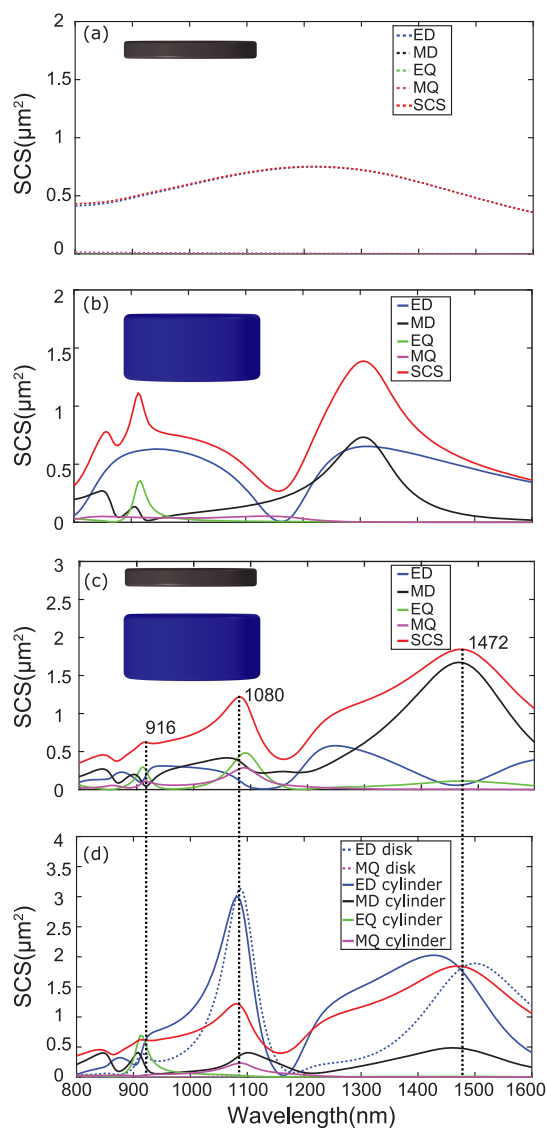 (a)
2
1.5
1
0.5
0
SCS(μm²)
ED
MD
EQ
MQ
SCS
(b)
2
1.5
1
0.5
0
SCS(μm²)
ED
MD
EQ
MQ
SCS
(c)
3
2.5
2
1.5
1
0.5
0
SCS(μm²)
ED
MD
EQ
MQ
SCS
916
1080
1472
(d)
4
3.5
3
2.5
2
1.5
1
0.5
0
SCS(μm²)
ED disk
MQ disk
ED cylinder
MD cylinder
EQ cylinder
MQ cylinder
800 900 1000 1100 1200 1300 1400 1500 1600
Wavelength(nm)